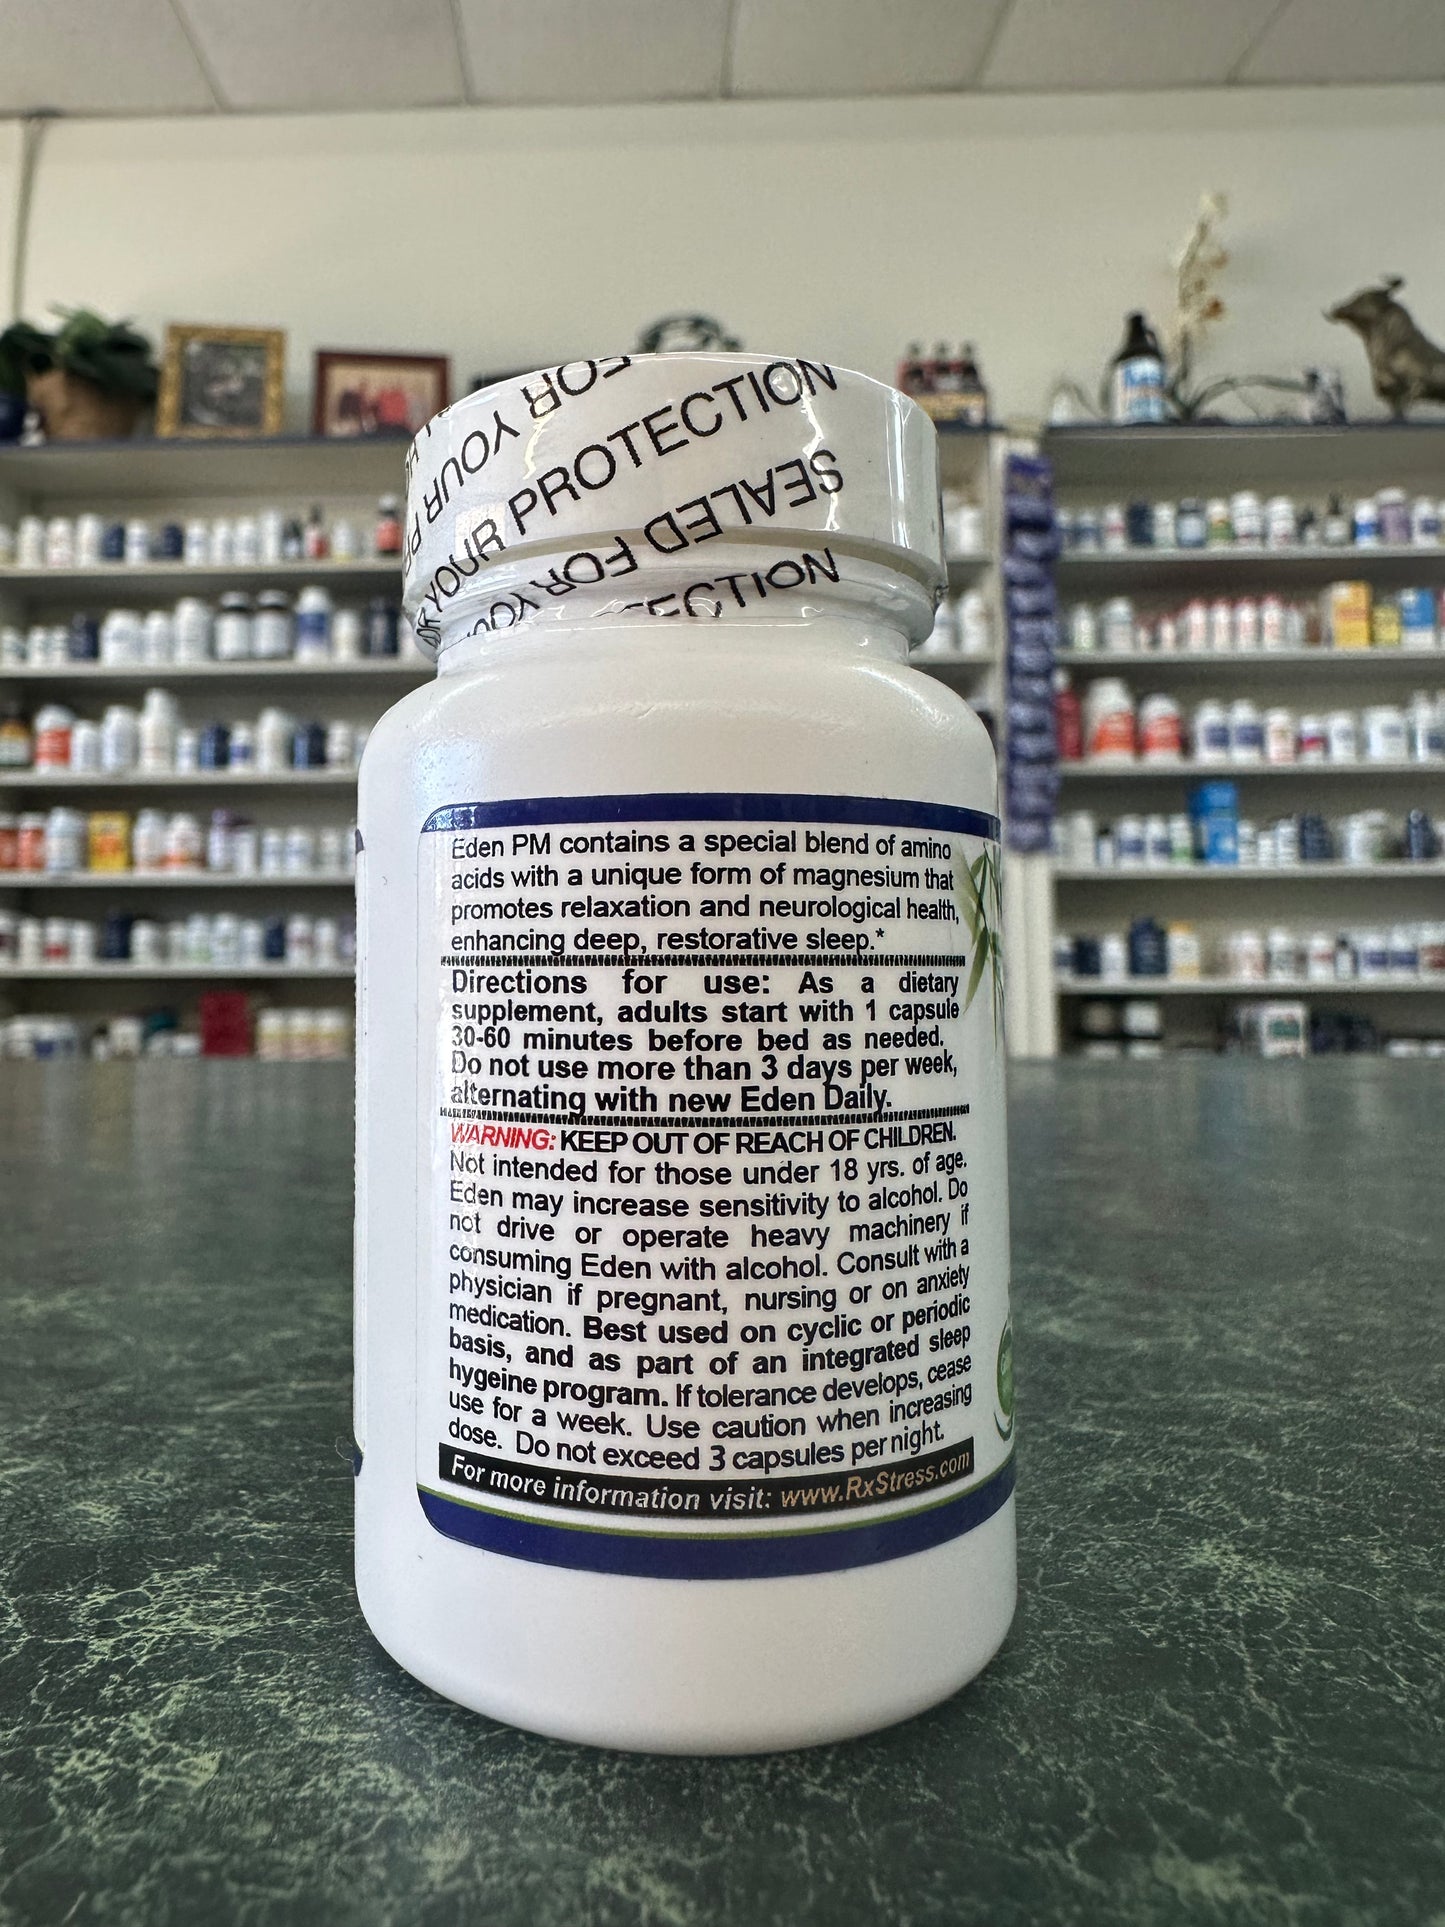 FOR YOUR
YOUR PROTECTION
SEALED FOR YOUR
Eden PM contains a special blend of amino
acids with a unique form of magnesium that
promotes relaxation and neurological health,
enhancing deep, restorative sleep.*
Directions for use: As a dietary
supplement, adults start with 1 capsule
30-60 minutes before bed as needed.
Do not use more than 3 days per week,
alternating with new Eden Daily.
WARNING: KEEP OUT OF REACH OF CHILDREN.
Not intended for those under 18 yrs. of age.
Eden may increase sensitivity to alcohol. Do
not drive or operate heavy machinery if
consuming Eden with alcohol. Consult with a
physician if pregnant, nursing or on anxiety
medication. Best used on cyclic or periodic
basis, and as part of an integrated sleep
hygeine program. If tolerance develops, cease
use for a week. Use caution when increasing
dose. Do not exceed 3 capsules per night.
For more information visit: www.RxStress.com